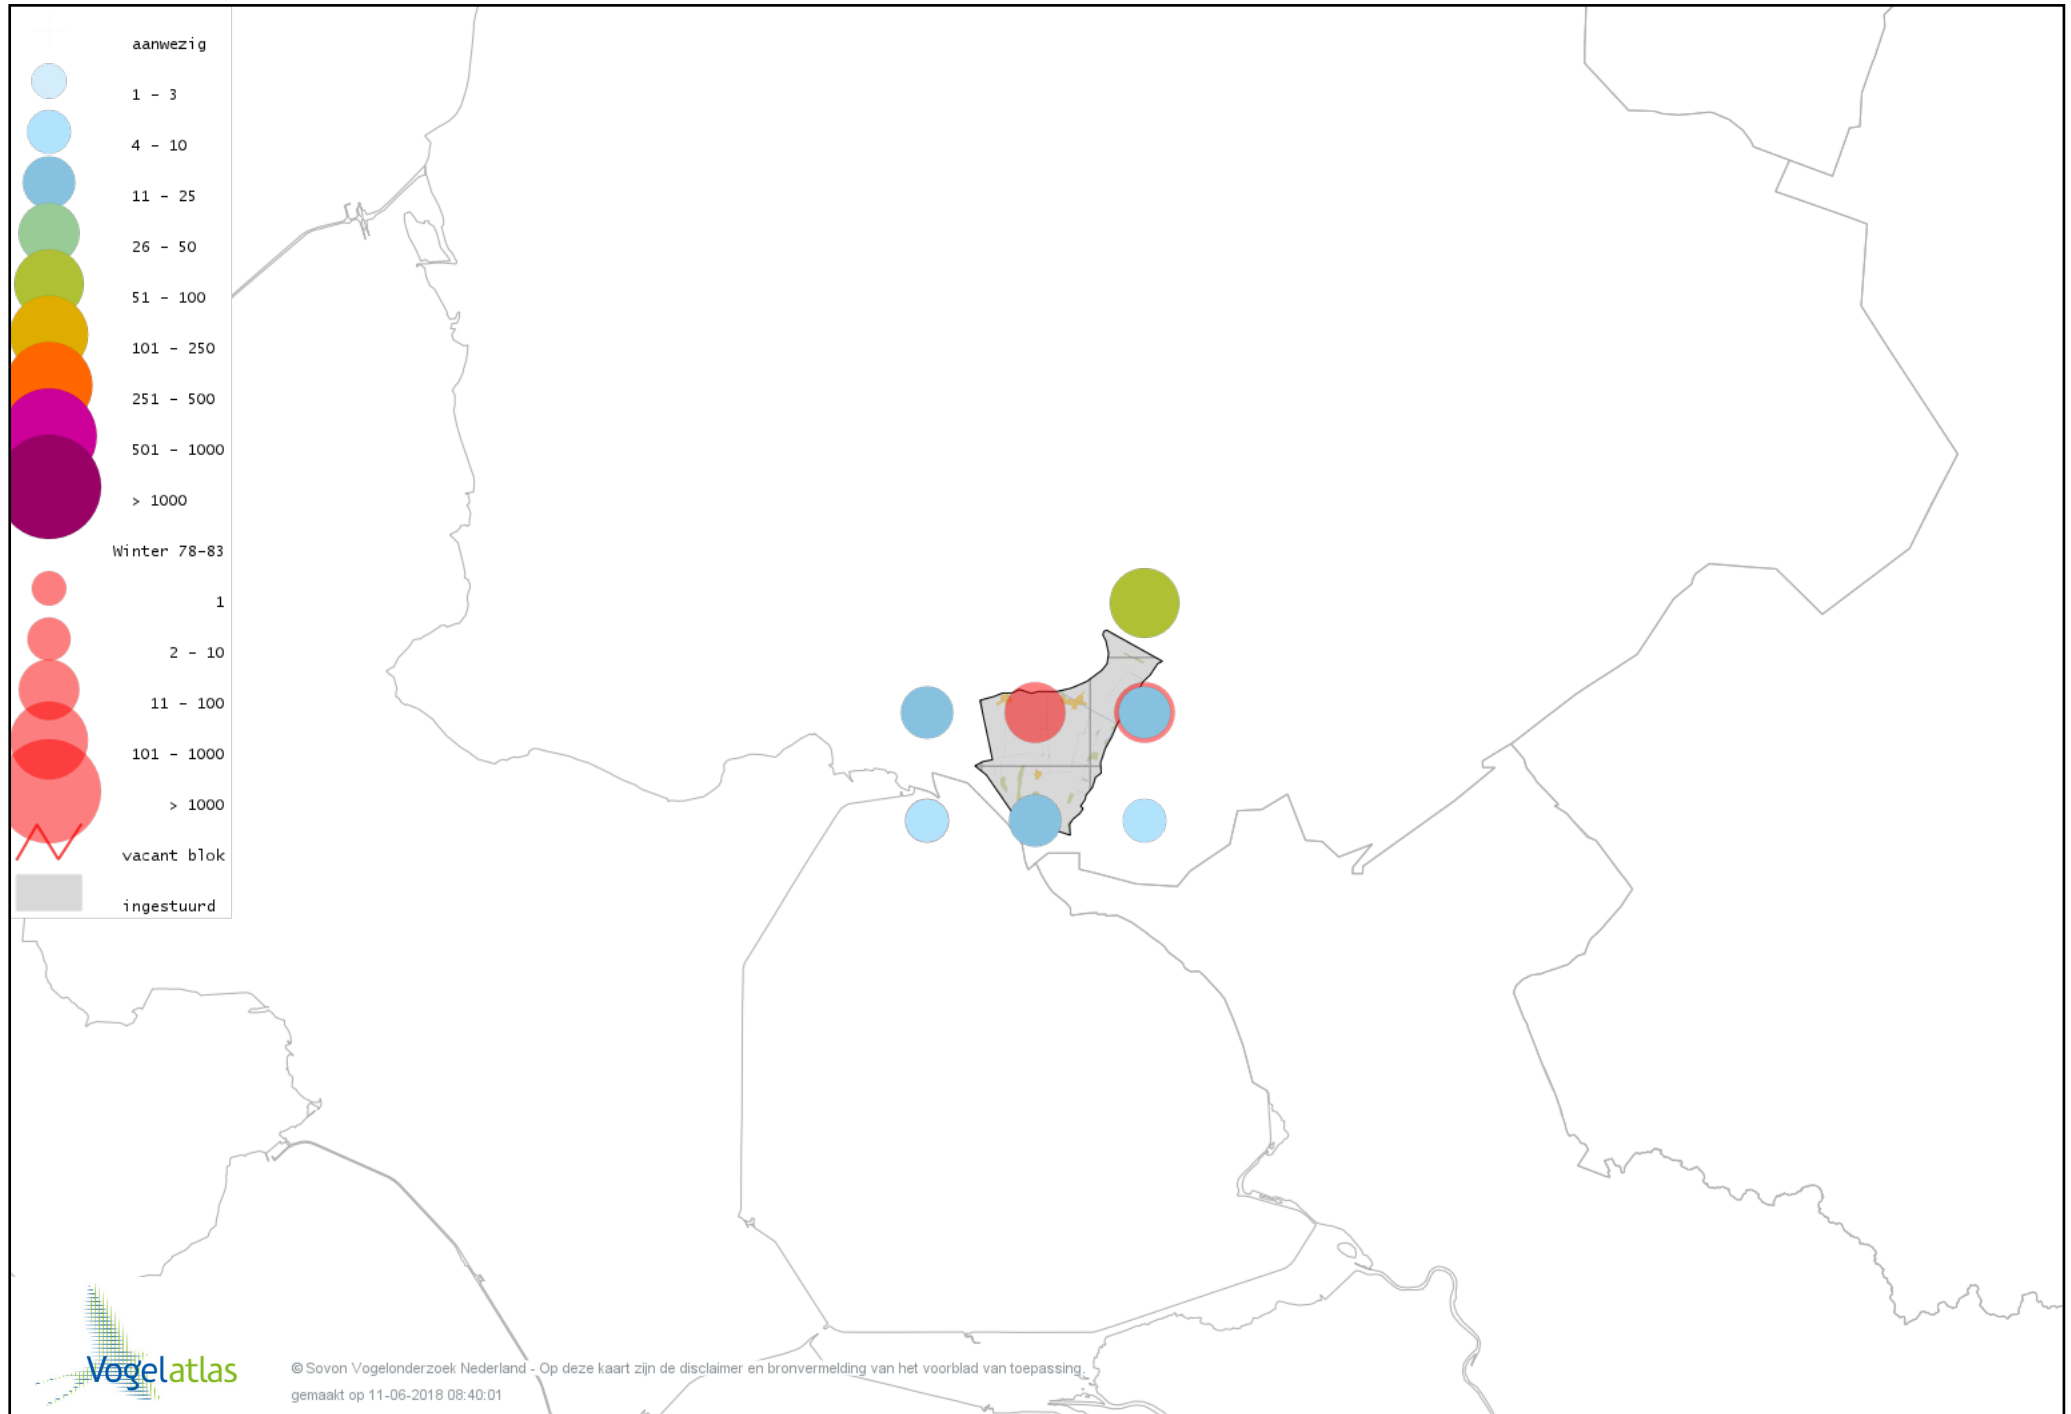 aanwezig
1 - 3
4 - 10
11 - 25
26 - 50
51 - 100
101 - 250
251 - 500
501 - 1000
> 1000
Winter 78-83
1
2 - 10
11 - 100
101 - 1000
> 1000
vacant blok
ingestuurd
Vogelatlas
© Sovon Vogelonderzoek Nederland - Op deze kaart zijn de disclaimer en bronvermelding van het voorblad van toepassing.
gemaakt op 11-06-2018 08:40:01